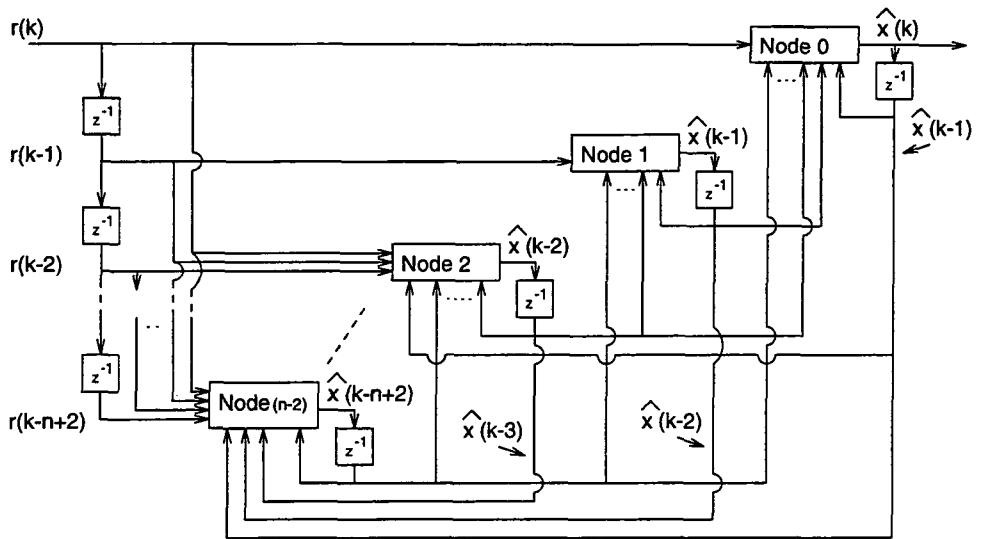 r(k)
x̂(k)
Node 0
z⁻¹
z⁻¹
x̂(k-1)
r(k-1)
Node 1
x̂(k-1)
z⁻¹
z⁻¹
r(k-2)
Node 2
x̂(k-2)
z⁻¹
z⁻¹
r(k-n+2)
Node(n-2)
x̂(k-n+2)
z⁻¹
x̂(k-3)
x̂(k-2)